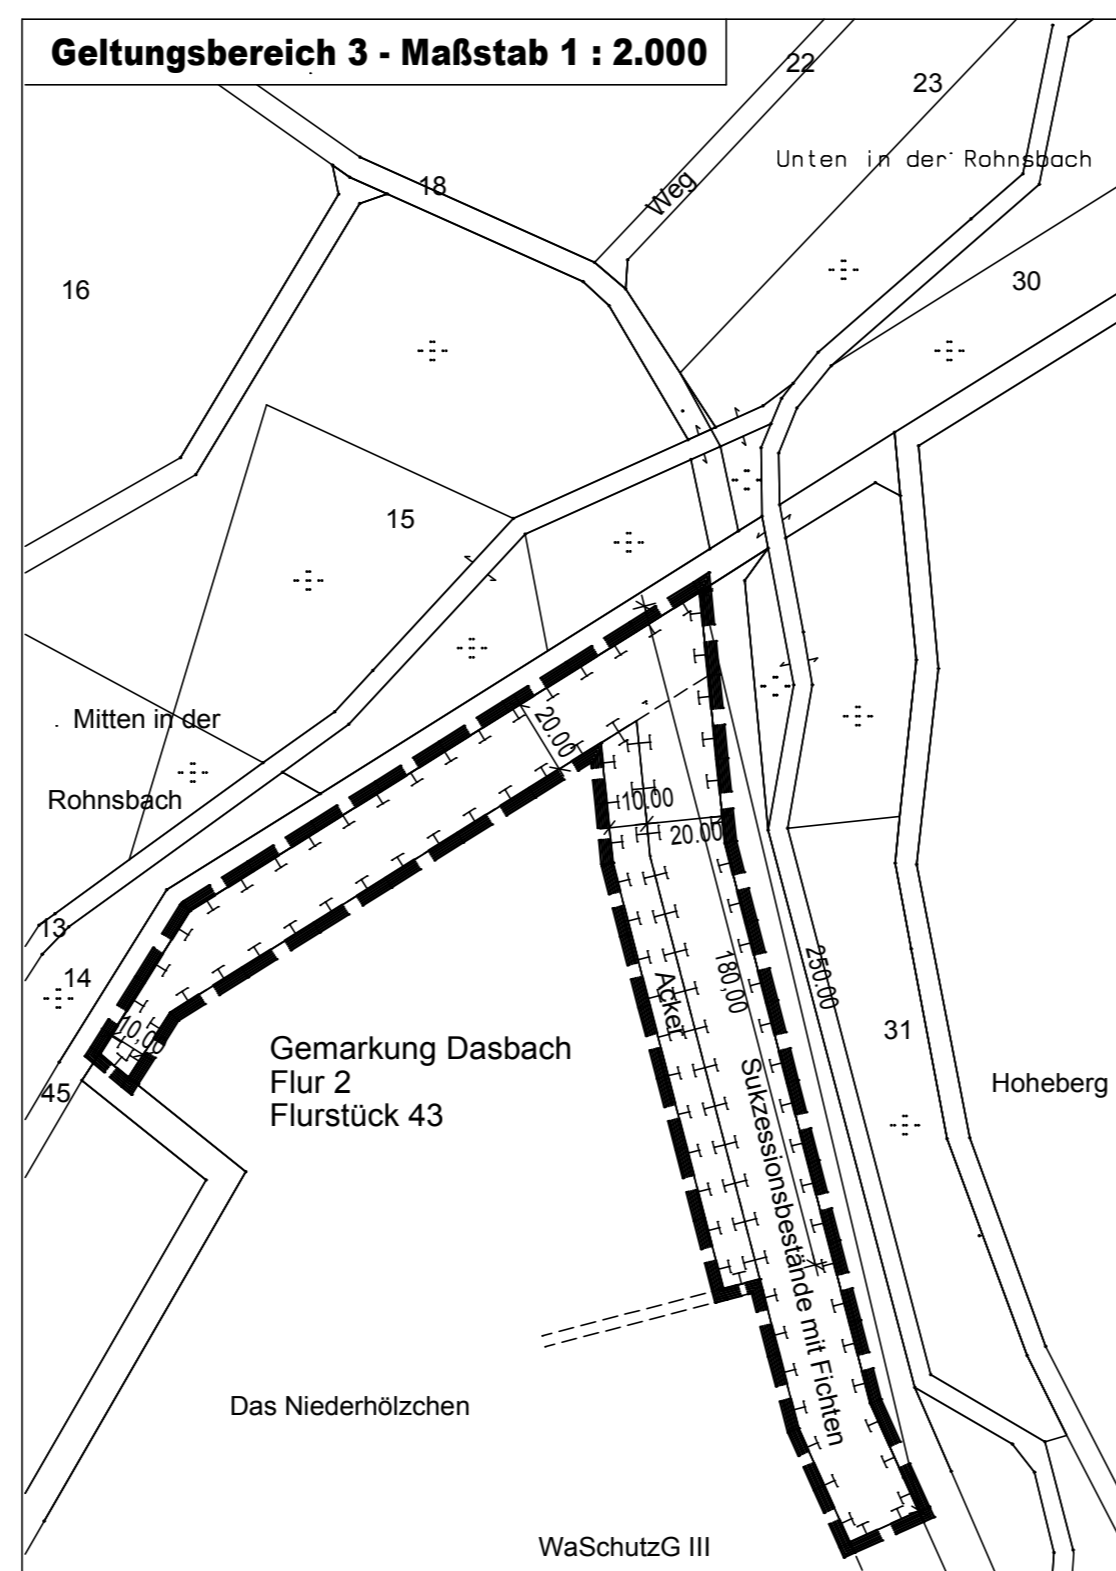 Geltungsbereich 3 - Maßstab 1 : 2.000
22
23
Unten in der Rohnsbach
18
Weg
16
30
15
Mitten in der
Rohnsbach
20.00
10.00
20.00
13
14
10,00
45
Acker
180,00
250.00
31
Gemarkung Dasbach
Flur 2
Flurstück 43
Hoheberg
Sukzessionsbestände mit Fichten
Das Niederhölzchen
WaSchutzG III